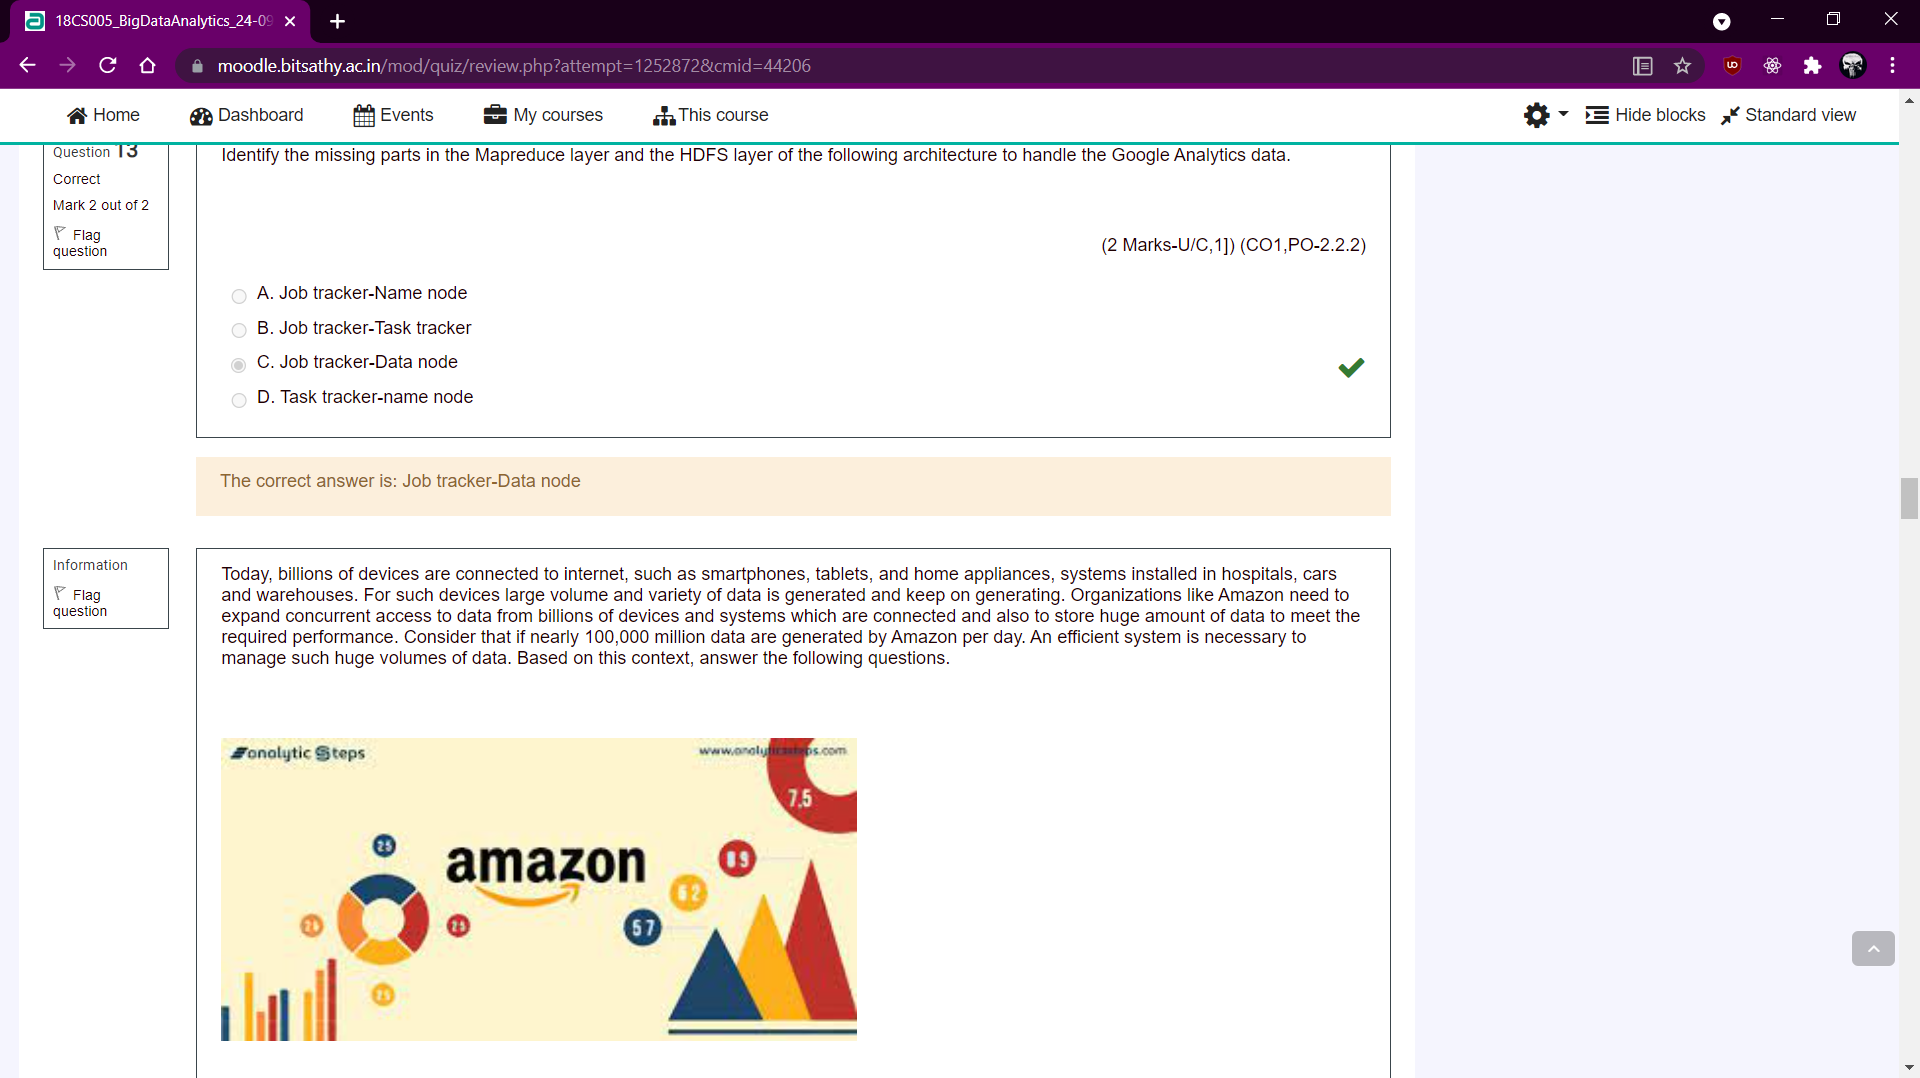 18CS005_BigDataAnalytics_24-09
moodle.bitsathy.ac.in/mod/quiz/review.php?attempt=1252872&cmid=44206
Home Dashboard Events My courses This course Hide blocks Standard view
Question 13
Correct
Mark 2 out of 2
Flag
question
Identify the missing parts in the Mapreduce layer and the HDFS layer of the following architecture to handle the Google Analytics data.
(2 Marks-U/C,1]) (CO1,PO-2.2.2)
A. Job tracker-Name node
B. Job tracker-Task tracker
C. Job tracker-Data node
D. Task tracker-name node
The correct answer is: Job tracker-Data node
Information
Flag
question
Today, billions of devices are connected to internet, such as smartphones, tablets, and home appliances, systems installed in hospitals, cars
and warehouses. For such devices large volume and variety of data is generated and keep on generating. Organizations like Amazon need to
expand concurrent access to data from billions of devices and systems which are connected and also to store huge amount of data to meet the
required performance. Consider that if nearly 100,000 million data are generated by Amazon per day. An efficient system is necessary to
manage such huge volumes of data. Based on this context, answer the following questions.
analytic Steps
www.analyticsteps.com
7,5
25
amazon
8 9
6 2
25
25
5 7
25